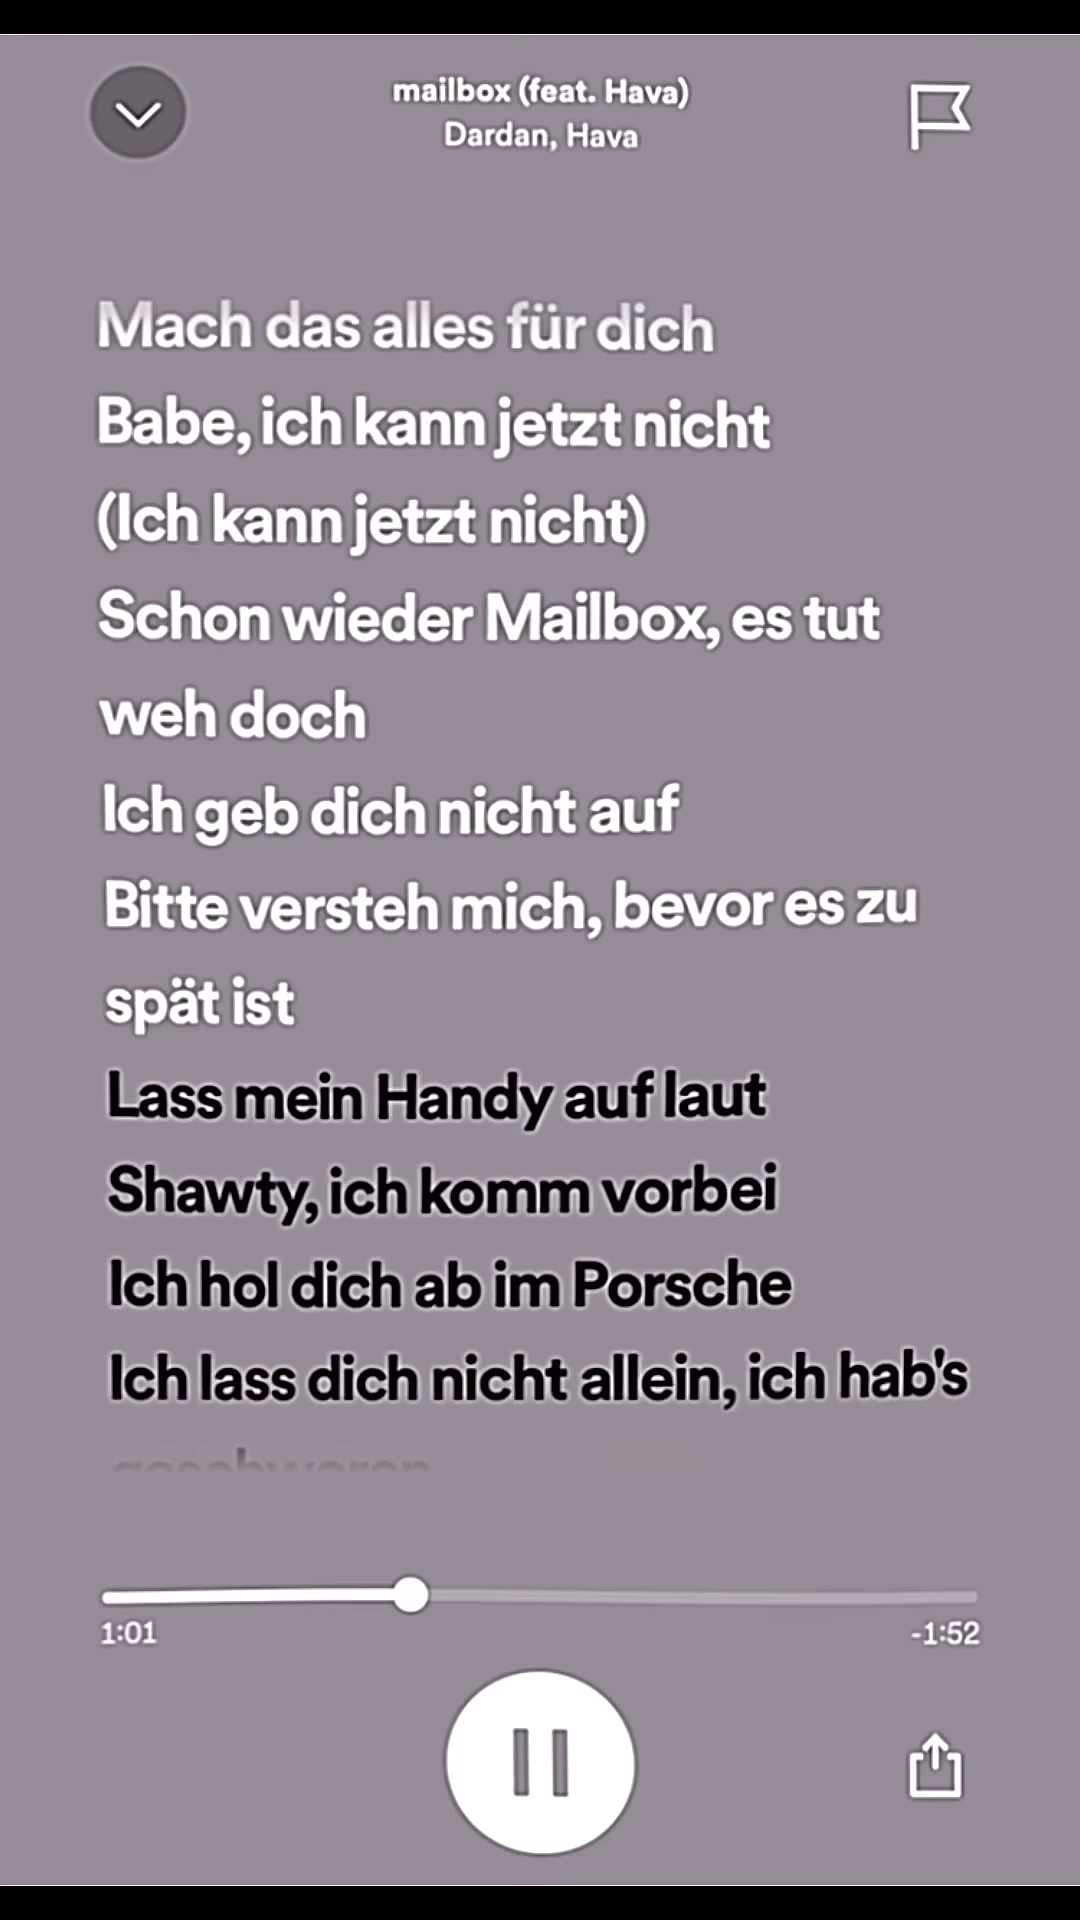 mailbox (feat. Hava)
Dardan, Hava
Mach das alles für dich
Babe, ich kann jetzt nicht
(Ich kann jetzt nicht)
Schon wieder Mailbox, es tut
weh doch
Ich geb dich nicht auf
Bitte versteh mich, bevor es zu
spät ist
Lass mein Handy auf laut
Shawty, ich komm vorbei
Ich hol dich ab im Porsche
Ich lass dich nicht allein, ich hab's
1:01
-1:52